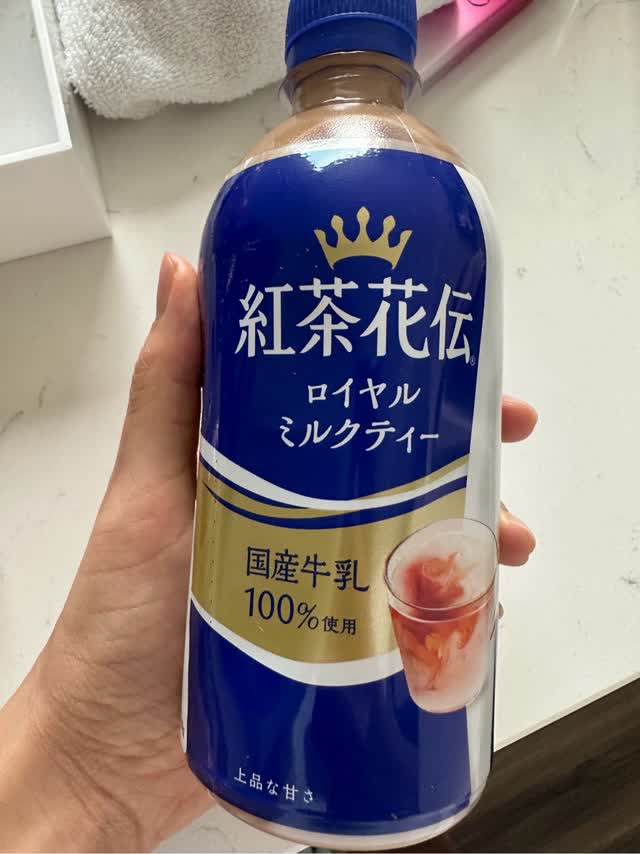 紅茶花伝®
ロイヤル
ミルクティー
国産牛乳
100%使用
上品な甘さ